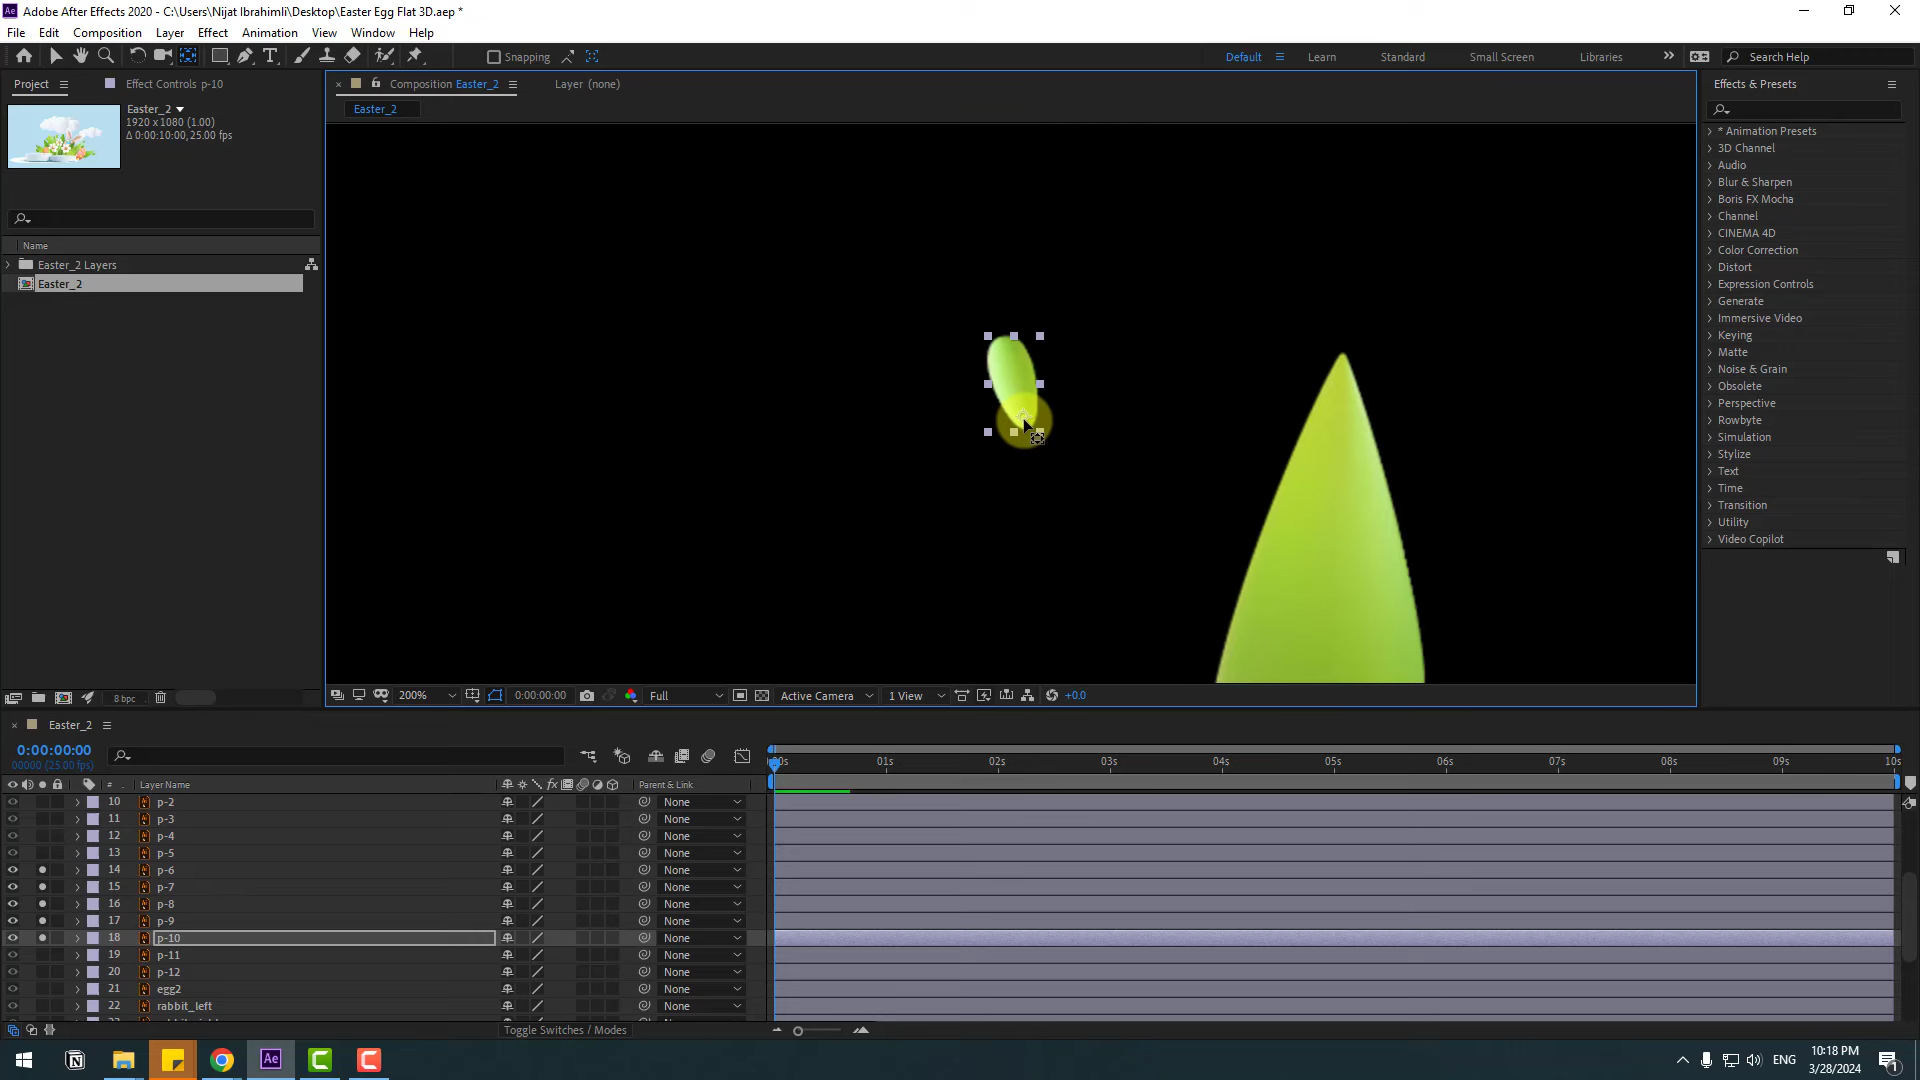 Adobe After Effects 2020 - C:\Users\Nijat Ibrahimli\Desktop\Easter Egg Flat 3D.aep *
File Edit Composition Layer Effect Animation View Window Help
Snapping Default Learn Standard Small Screen Libraries Search Help
Project Effect Controls p-10
Easter_2
1920 x 1080 (1.00)
Δ 0:00:10:00, 25.00 fps
Name
Easter_2 Layers
Easter_2
8 bpc
Composition Easter_2 Layer (none)
Easter_2
200% 0:00:00:00 Full Active Camera 1 View +0.0
Effects & Presets
* Animation Presets
3D Channel
Audio
Blur & Sharpen
Boris FX Mocha
Channel
CINEMA 4D
Color Correction
Distort
Expression Controls
Generate
Immersive Video
Keying
Matte
Noise & Grain
Obsolete
Perspective
Rowbyte
Simulation
Stylize
Text
Time
Transition
Utility
Video Copilot
Easter_2
0:00:00:00
00000 (25.00 fps)
# Layer Name Parent & Link
:00s 01s 02s 03s 04s 05s 06s 07s 08s 09s 10s
10 p-2 None
11 p-3 None
12 p-4 None
13 p-5 None
14 p-6 None
15 p-7 None
16 p-8 None
17 p-9 None
18 p-10 None
19 p-11 None
20 p-12 None
21 egg2 None
22 rabbit_left None
Toggle Switches / Modes
ENG
10:18 PM
3/28/2024
1